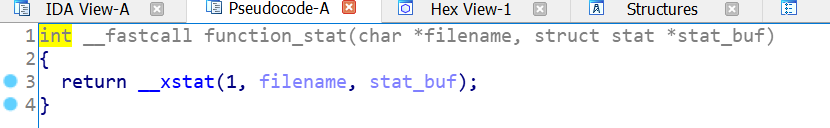 IDA View-A Pseudocode-A Hex View-1 A Structures
1 int __fastcall function_stat(char *filename, struct stat *stat_buf)
2 {
3   return __xstat(1, filename, stat_buf);
4 }